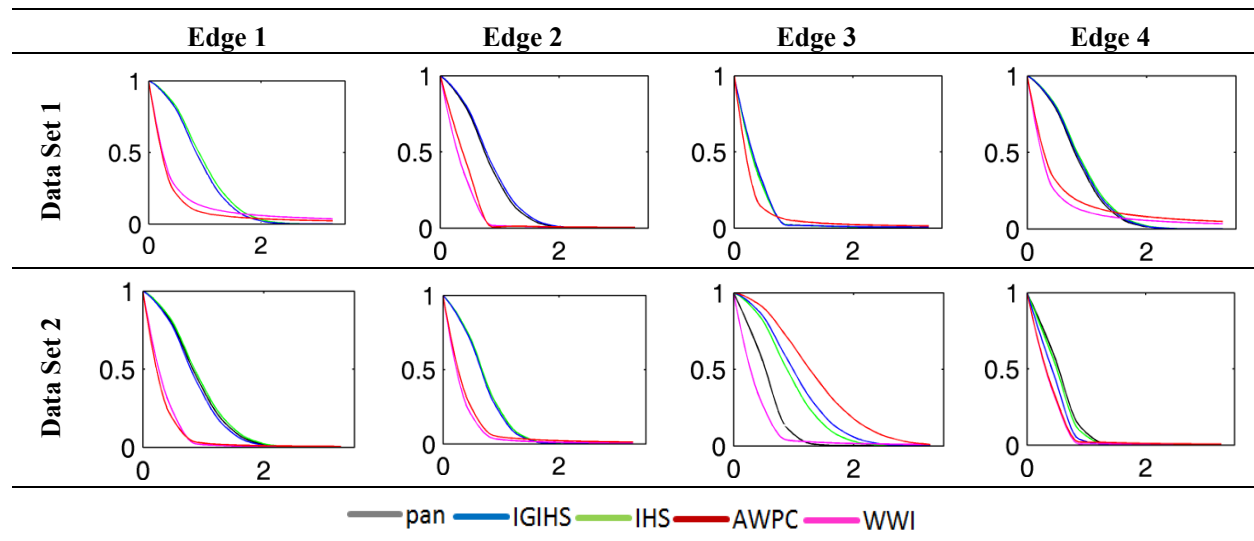 Edge 1 Edge 2 Edge 3 Edge 4
Data Set 1
1 1 1 1
0.5 0.5 0.5 0.5
0 0 0 0
0 2 0 2 0 2 0 2
Data Set 2
1 1 1 1
0.5 0.5 0.5 0.5
0 0 0 0
0 2 0 2 0 2 0 2
pan IGIHS IHS AWPC WWI